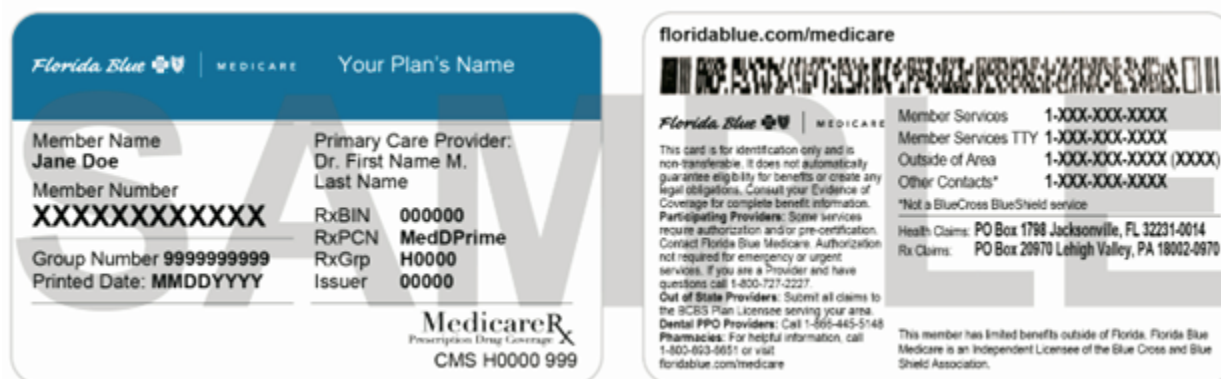 Florida Blue | MEDICARE Your Plan's Name
Member Name
Jane Doe
Member Number
XXXXXXXXXXXX
Group Number 9999999999
Printed Date: MMDDYYYY
Primary Care Provider:
Dr. First Name M.
Last Name
RxBIN 000000
RxPCN MedDPrime
RxGrp H0000
Issuer 00000
MedicareRx
Prescription Drug Coverage
CMS H0000 999
floridablue.com/medicare
Florida Blue | MEDICARE
This card is for identification only and is
non-transferable. It does not automatically
guarantee eligibility for benefits or create any
legal obligations. Consult your Evidence of
Coverage for complete benefit information.
Participating Providers: Some services
require authorization and/or pre-certification.
Contact Florida Blue Medicare. Authorization
not required for emergency or urgent
services. If you are a Provider and have
questions call 1-800-727-2227.
Out of State Providers: Submit all claims to
the BCBS Plan Licensee serving your area.
Dental PPO Providers: Call 1-866-445-5148
Pharmacies: For helpful information, call
1-800-693-6651 or visit
floridablue.com/medicare
Member Services 1-XXX-XXX-XXXX
Member Services TTY 1-XXX-XXX-XXXX
Outside of Area 1-XXX-XXX-XXXX (XXXX)
Other Contacts* 1-XXX-XXX-XXXX
*Not a BlueCross BlueShield service
Health Claims: PO Box 1798 Jacksonville, FL 32231-0014
Rx Claims: PO Box 20970 Lehigh Valley, PA 18002-0970
This member has limited benefits outside of Florida. Florida Blue
Medicare is an Independent Licensee of the Blue Cross and Blue
Shield Association.
SAMPLE